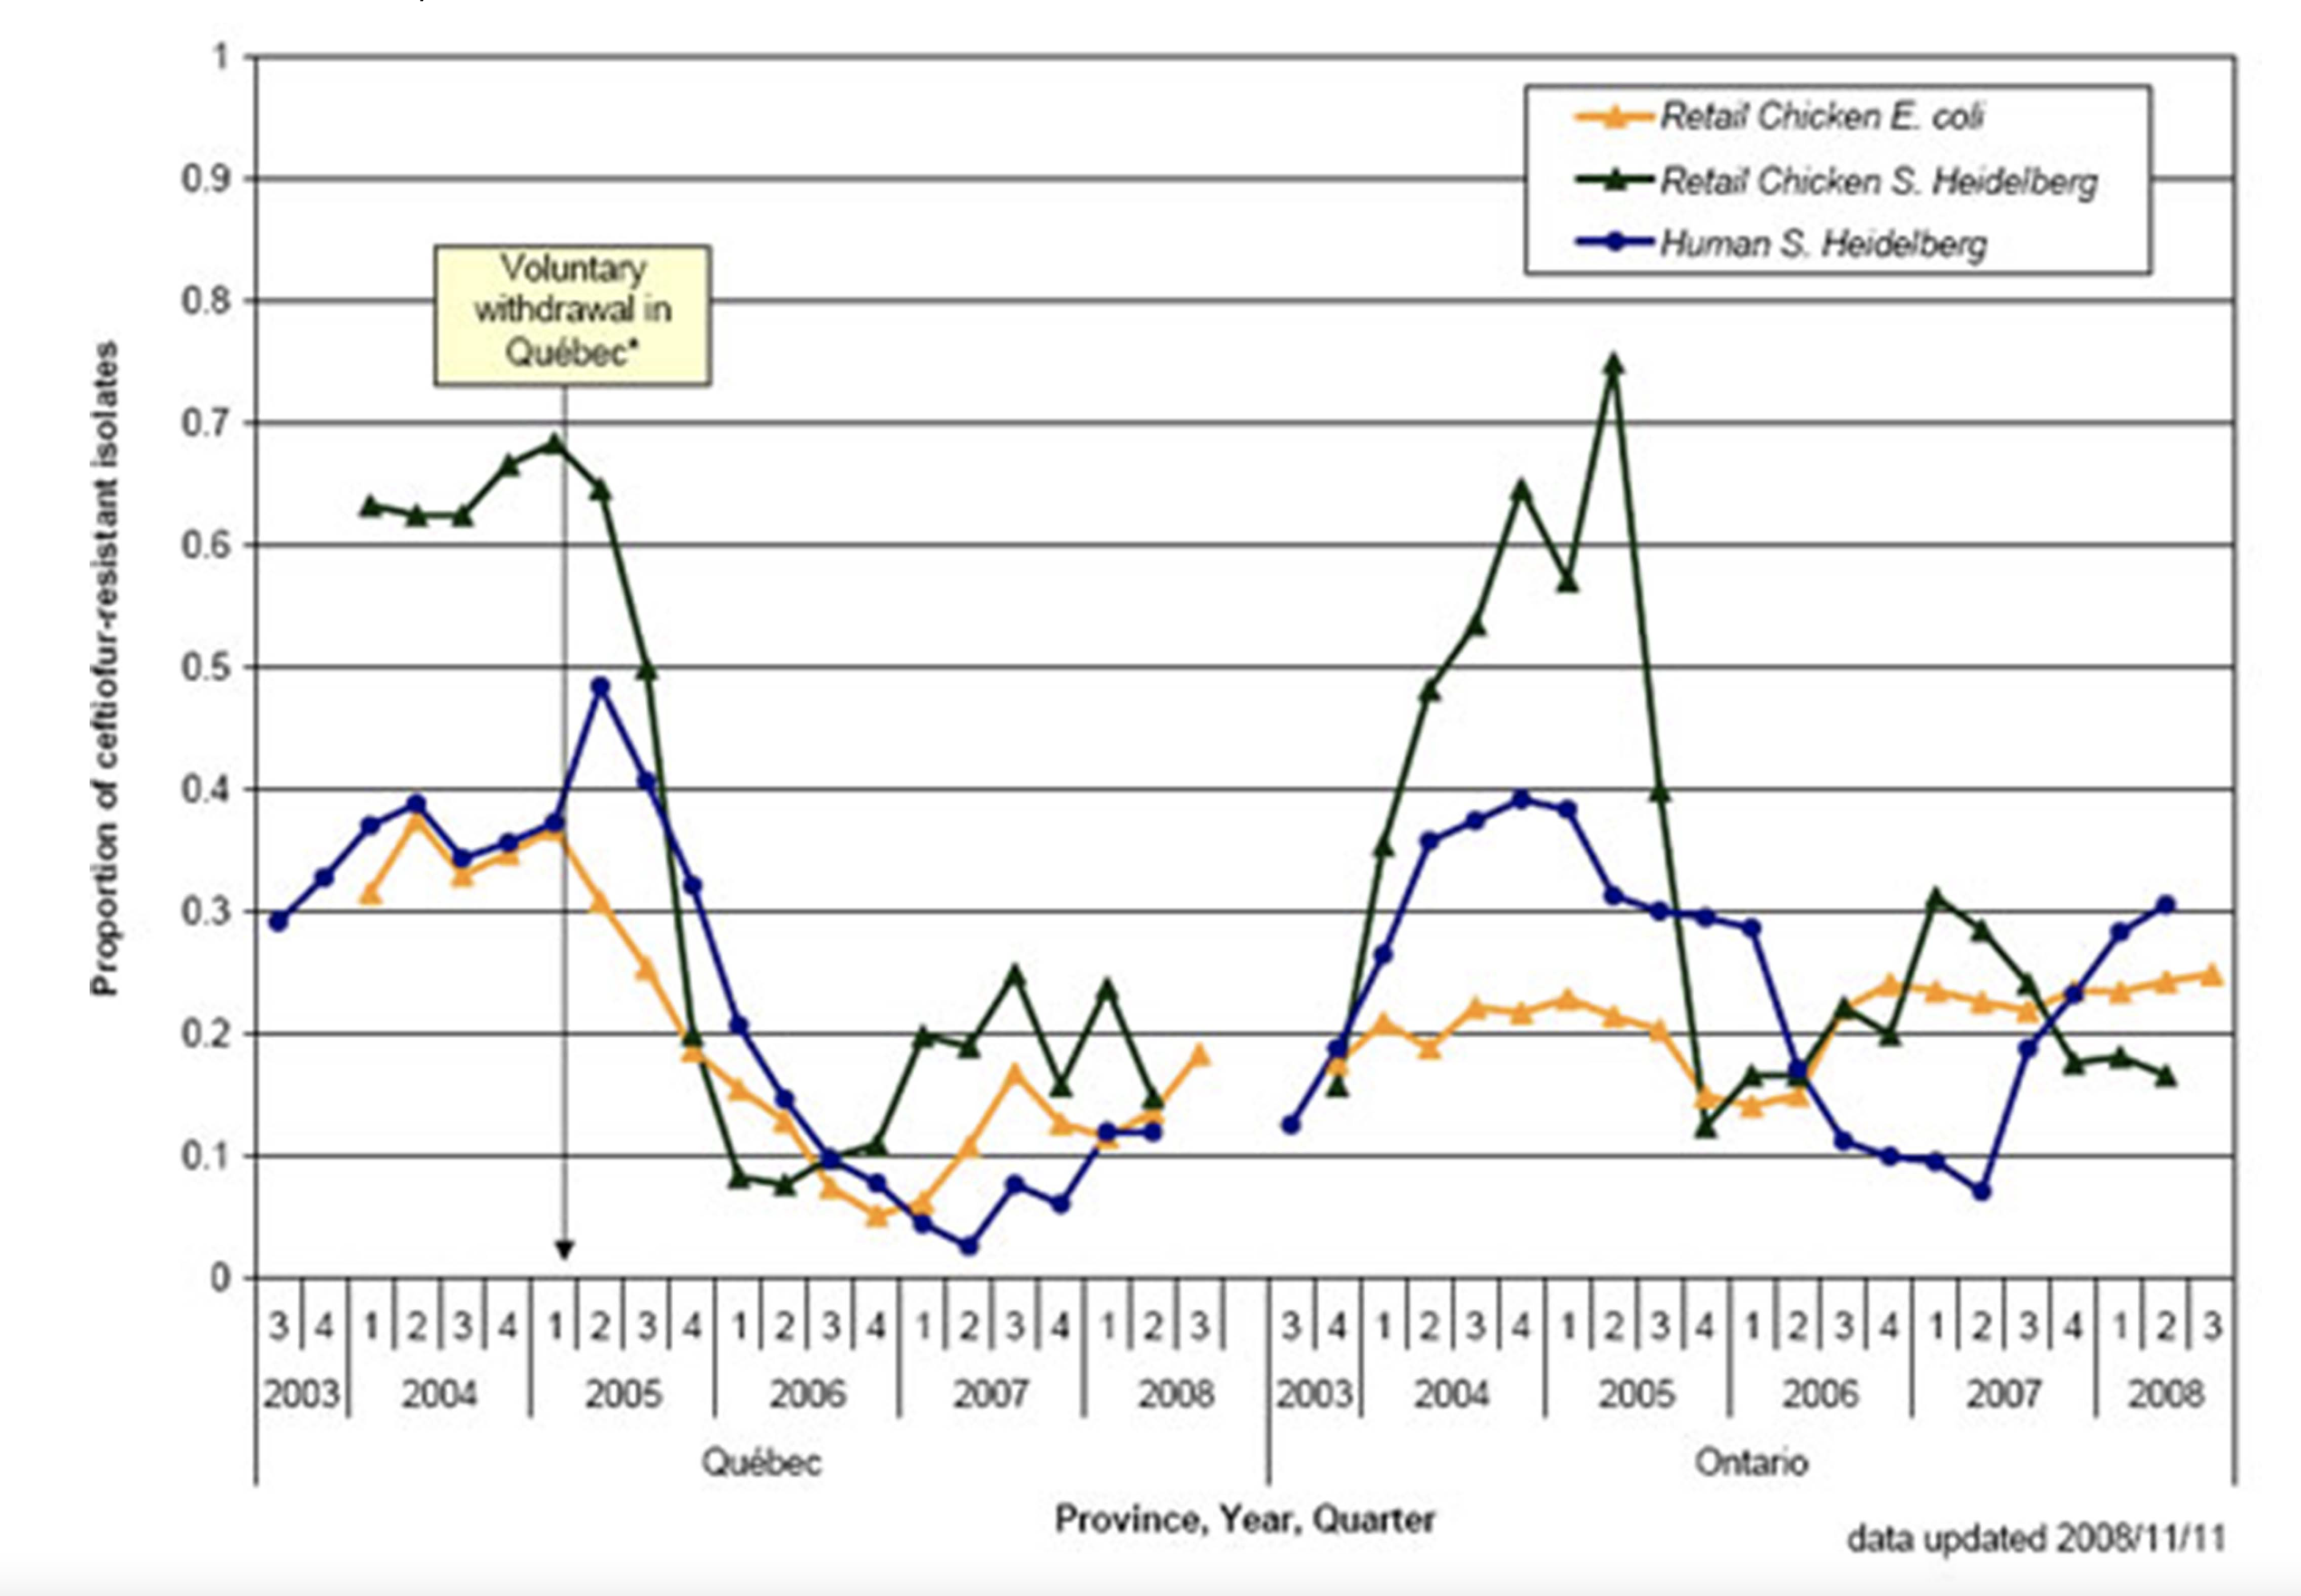 1
0.9
0.8
0.7
0.6
0.5
0.4
0.3
0.2
0.1
0
Proportion of ceftiofur-resistant isolates
Voluntary
withdrawal in
Québec*
Retail Chicken E. coli
Retail Chicken S. Heidelberg
Human S. Heidelberg
3 4 1 2 3 4 1 2 3 4 1 2 3 4 1 2 3 4 1 2 3 3 4 1 2 3 4 1 2 3 4 1 2 3 4 1 2 3 4 1 2 3
2003 2004 2005 2006 2007 2008 2003 2004 2005 2006 2007 2008
Québec Ontario
Province, Year, Quarter
data updated 2008/11/11